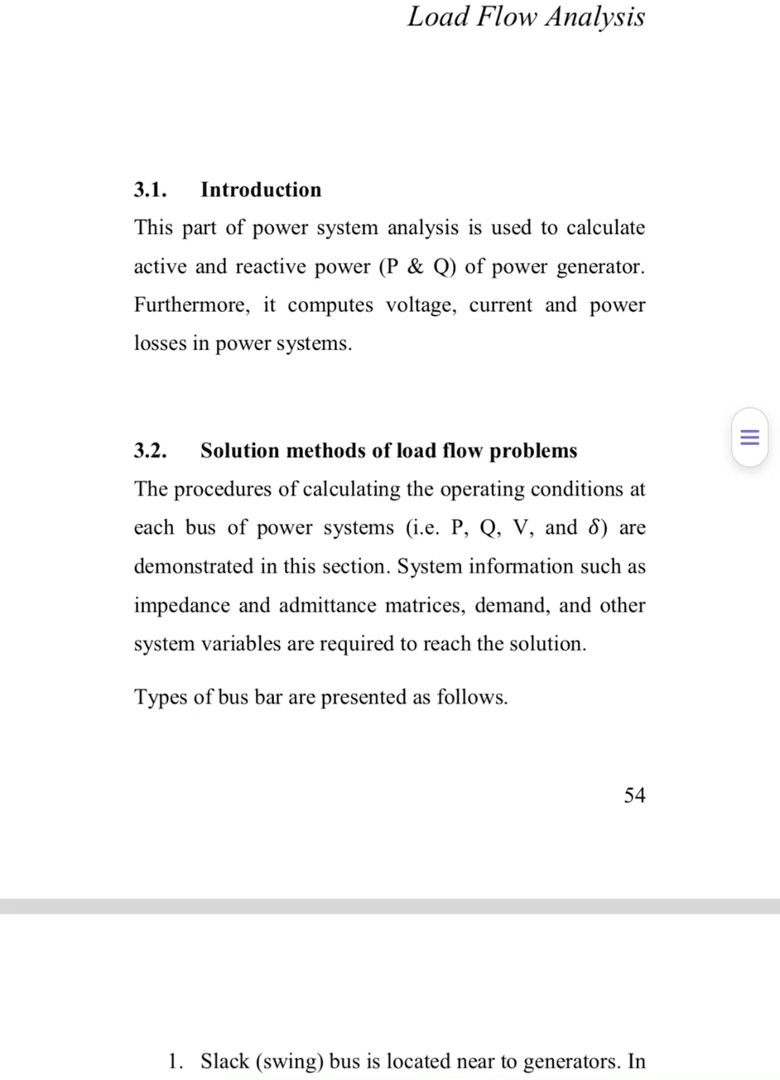 Load Flow Analysis
3.1. Introduction
This part of power system analysis is used to calculate
active and reactive power (P & Q) of power generator.
Furthermore, it computes voltage, current and power
losses in power systems.
3.2. Solution methods of load flow problems
The procedures of calculating the operating conditions at
each bus of power systems (i.e. P, Q, V, and δ) are
demonstrated in this section. System information such as
impedance and admittance matrices, demand, and other
system variables are required to reach the solution.
Types of bus bar are presented as follows.
54
1. Slack (swing) bus is located near to generators. In